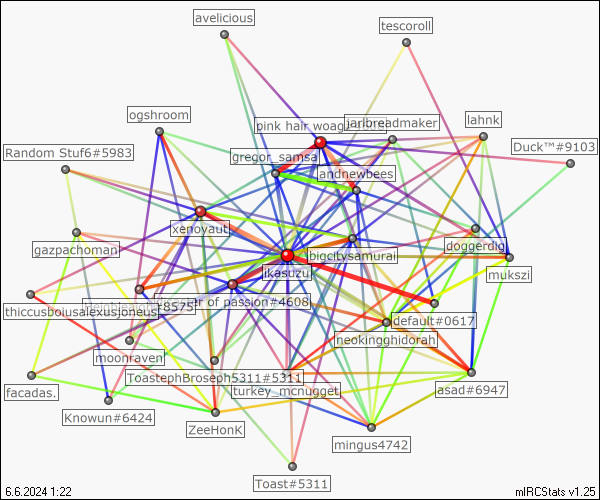 avelicious
tescoroll
ogshroom
pink hair woag
jaribreadmaker
lahnk
Random Stuf6#5983
gregor_samsa
Duck™#9103
andnewbees
xenoyaut
gazpachoman
bigcitysamurai
doggerdig
ikasuzu
mukszi
thiccusboiusalexusjoneus
#8575
of passion#4608
default#0617
moonraven
neokingghidorah
ToastephBroseph5311#5311
facadas.
turkey_mcnugget
asad#6947
Knowun#6424
ZeeHonK
mingus4742
Toast#5311
6.6.2024 1:22
mIRCStats v1.25